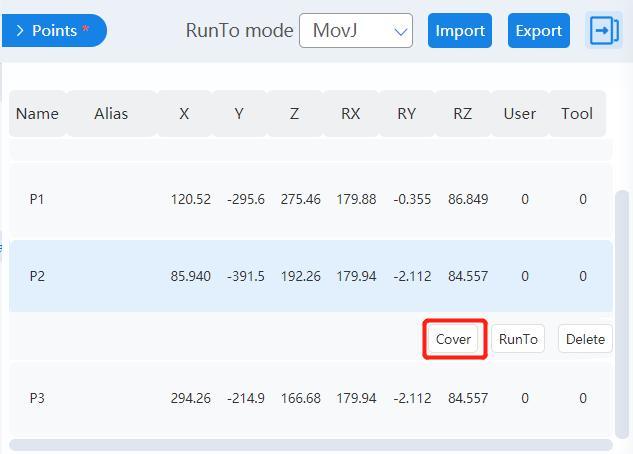 > Points * RunTo mode MovJ Import Export
Name Alias X Y Z RX RY RZ User Tool
P1 120.52 -295.6 275.46 179.88 -0.355 86.849 0 0
P2 85.940 -391.5 192.26 179.94 -2.112 84.557 0 0
Cover RunTo Delete
P3 294.26 -214.9 166.68 179.94 -2.112 84.557 0 0